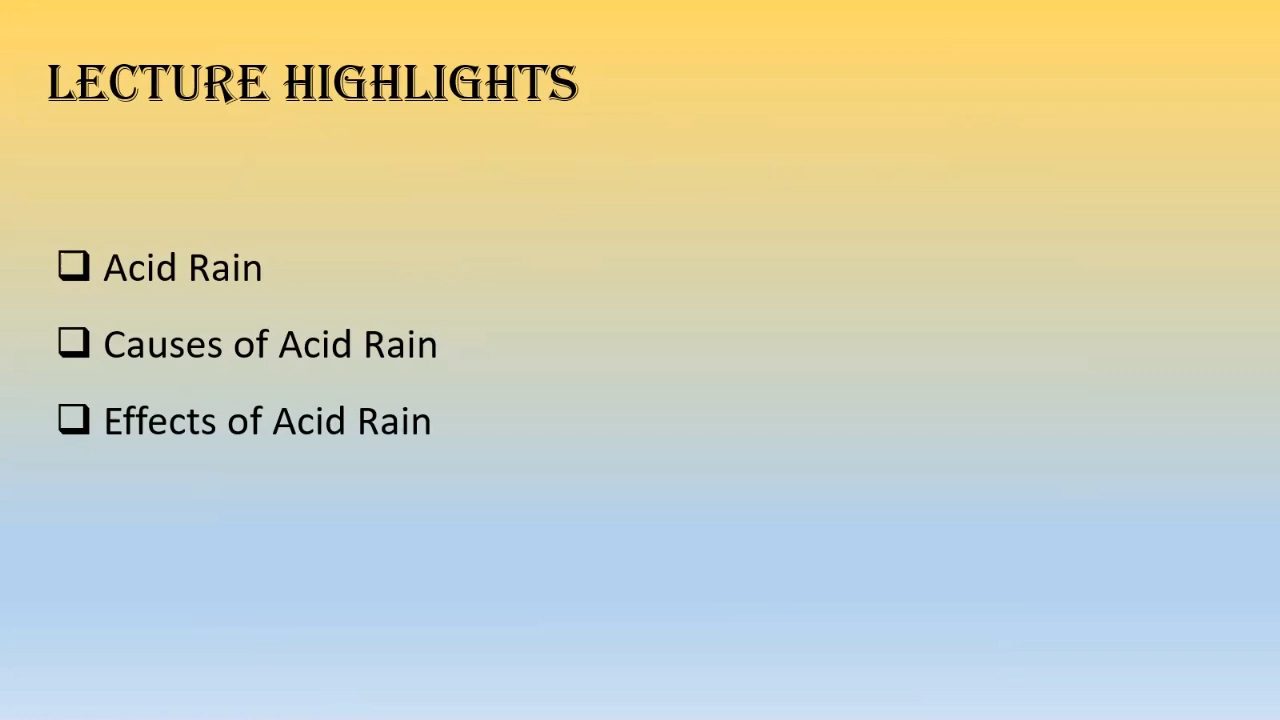 LECTURE HIGHLIGHTS
❑ Acid Rain
❑ Causes of Acid Rain
❑ Effects of Acid Rain